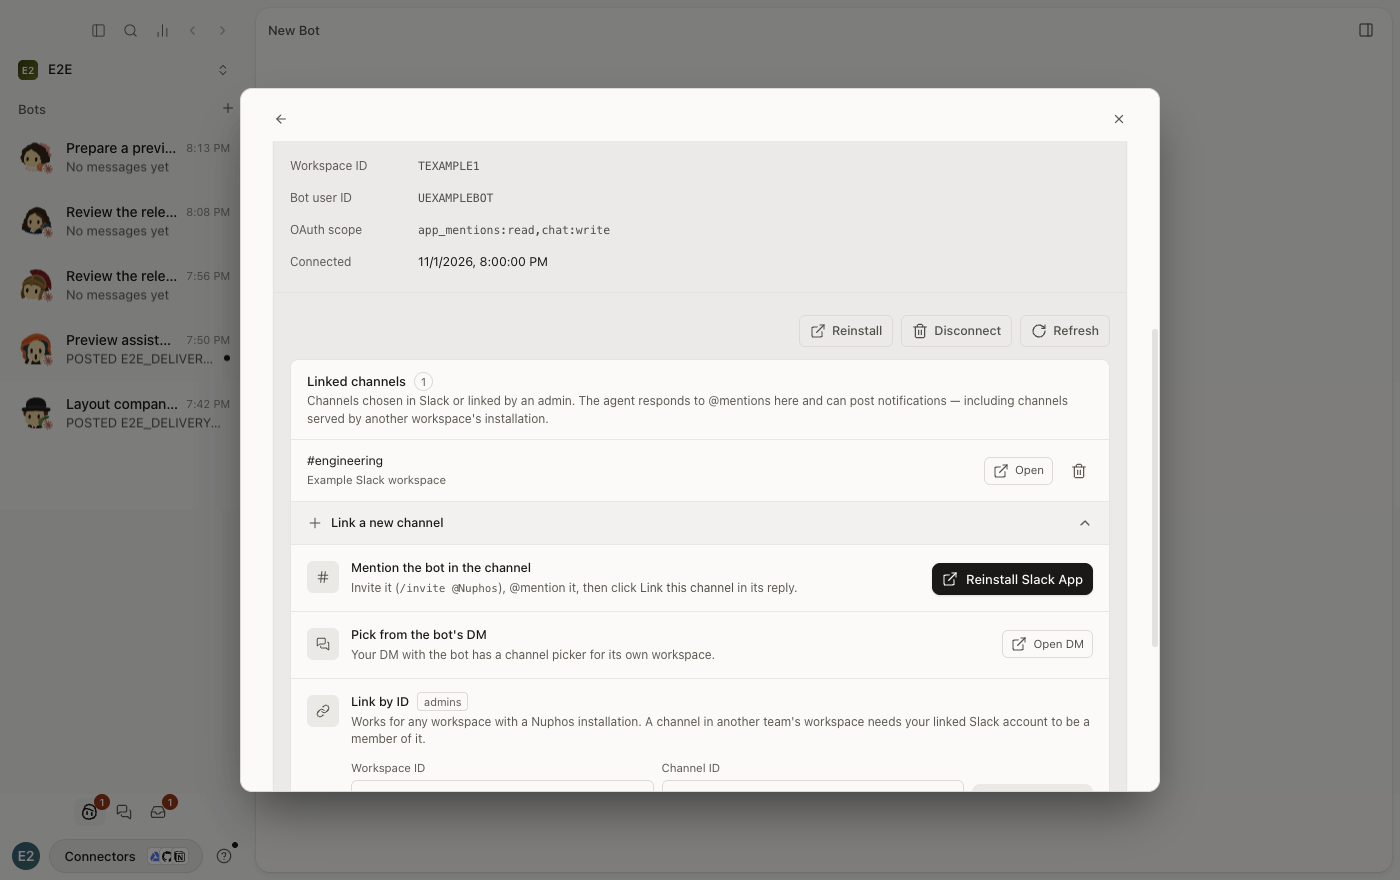 New Bot
E2 E2E
Bots
Prepare a previ... 8:13 PM
No messages yet
Review the rele... 8:08 PM
No messages yet
Review the rele... 7:56 PM
No messages yet
Preview assist... 7:50 PM
POSTED E2E_DELIVER...
Layout compan... 7:42 PM
POSTED E2E_DELIVERY...
1
1
E2 Connectors
Workspace ID TEXAMPLE1
Bot user ID UEXAMPLEBOT
OAuth scope app_mentions:read,chat:write
Connected 11/1/2026, 8:00:00 PM
Reinstall Disconnect Refresh
Linked channels 1
Channels chosen in Slack or linked by an admin. The agent responds to @mentions here and can post notifications — including channels
served by another workspace's installation.
#engineering
Example Slack workspace
Open
Link a new channel
Mention the bot in the channel
Invite it (/invite @Nuphos), @mention it, then click Link this channel in its reply.
Reinstall Slack App
Pick from the bot's DM
Your DM with the bot has a channel picker for its own workspace.
Open DM
Link by ID admins
Works for any workspace with a Nuphos installation. A channel in another team's workspace needs your linked Slack account to be a
member of it.
Workspace ID Channel ID